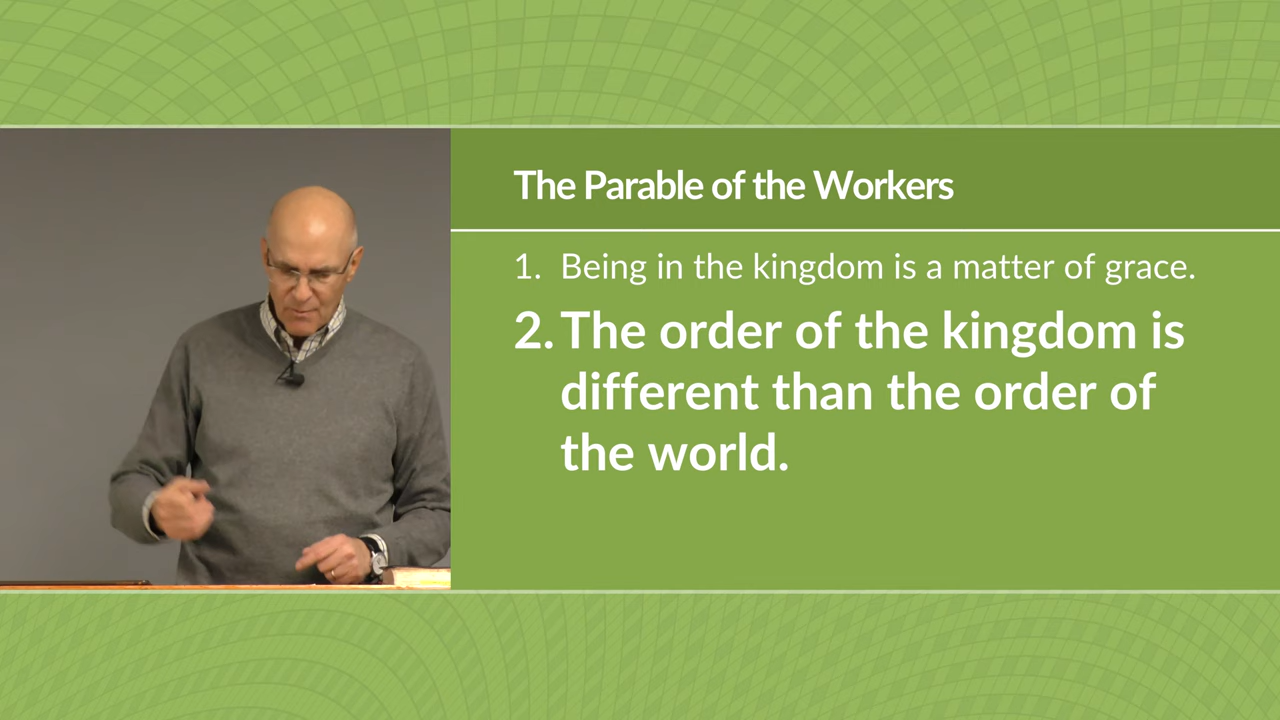 The Parable of the Workers
1. Being in the kingdom is a matter of grace.
2. The order of the kingdom is
different than the order of
the world.